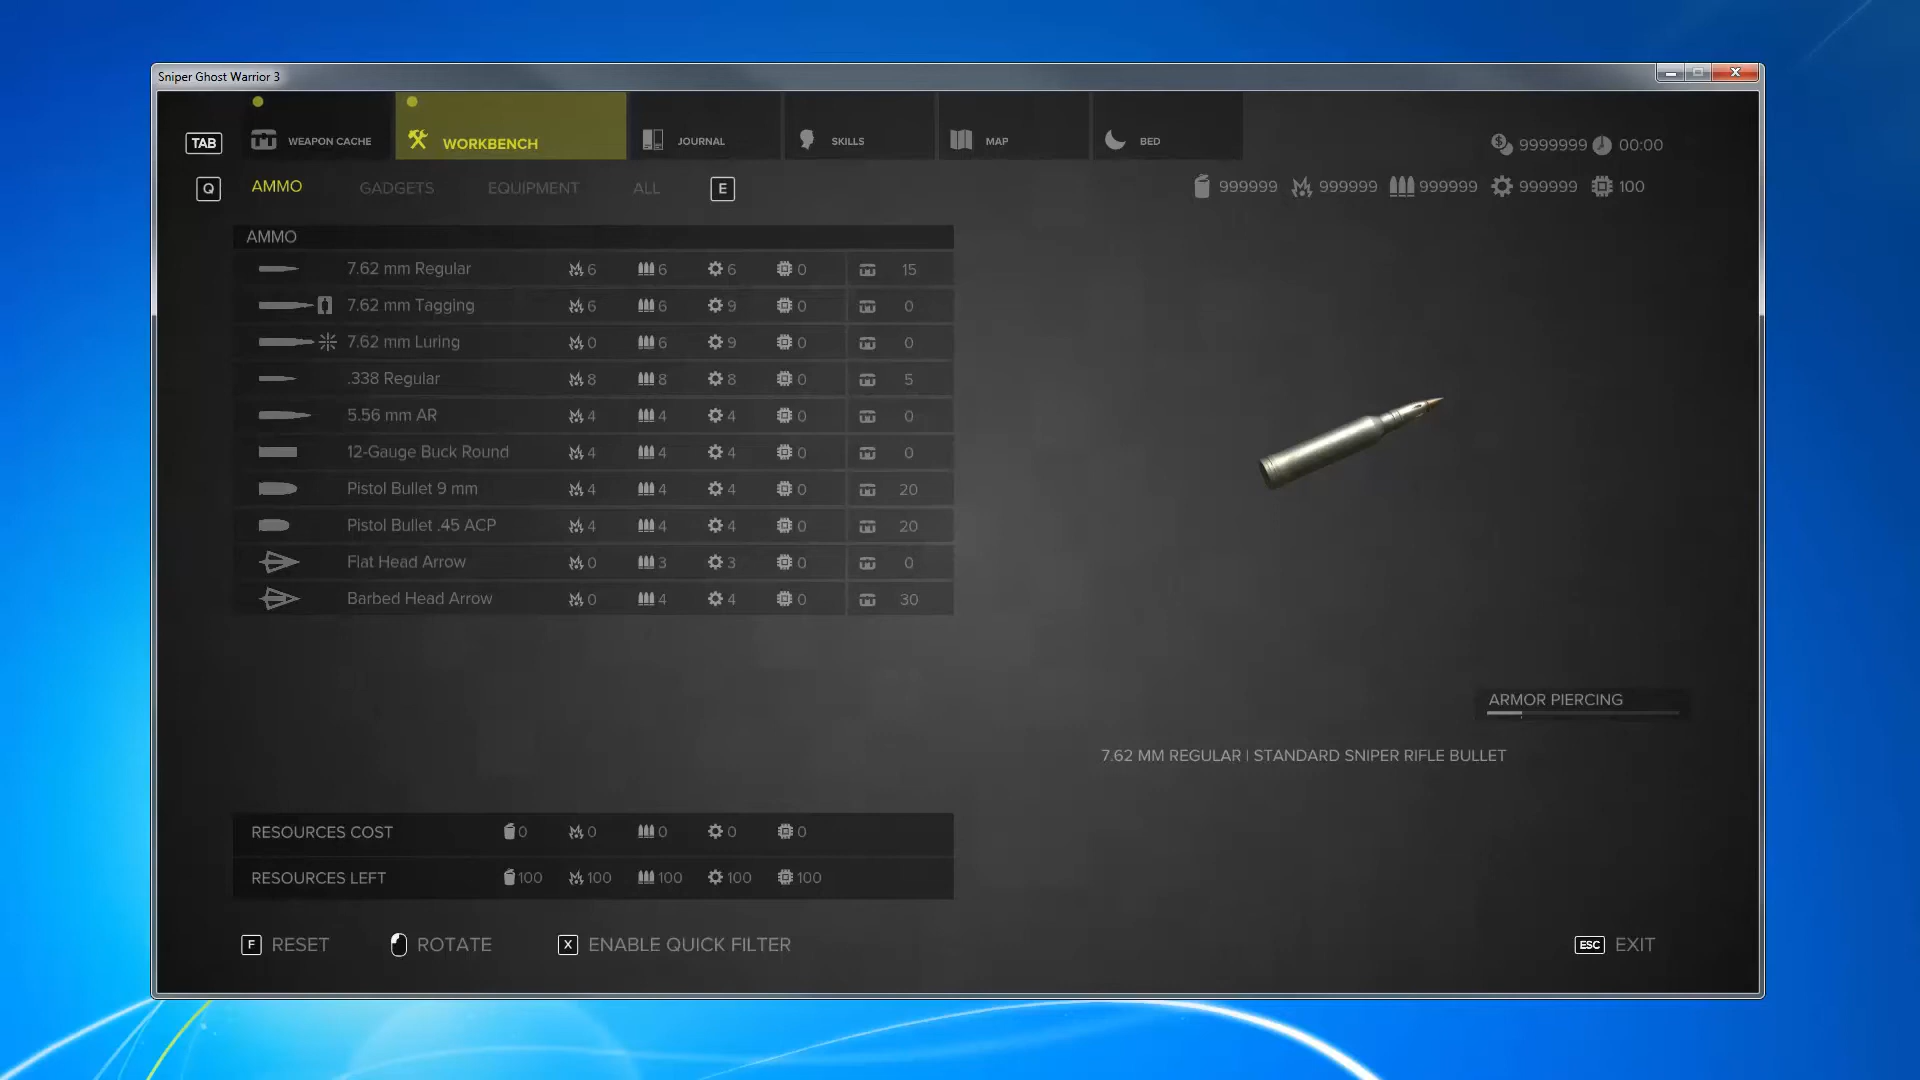 Sniper Ghost Warrior 3
TAB WEAPON CACHE WORKBENCH JOURNAL SKILLS MAP BED 9999999 00:00
Q AMMO GADGETS EQUIPMENT ALL E 999999 999999 999999 999999 100
AMMO
7.62 mm Regular 6 6 6 0 15
7.62 mm Tagging 6 6 9 0 0
7.62 mm Luring 0 6 9 0 0
.338 Regular 8 8 8 0 5
5.56 mm AR 4 4 4 0 0
12-Gauge Buck Round 4 4 4 0 0
Pistol Bullet 9 mm 4 4 4 0 20
Pistol Bullet .45 ACP 4 4 4 0 20
Flat Head Arrow 0 3 3 0 0
Barbed Head Arrow 0 4 4 0 30
ARMOR PIERCING
7.62 MM REGULAR | STANDARD SNIPER RIFLE BULLET
RESOURCES COST 0 0 0 0 0
RESOURCES LEFT 100 100 100 100 100
F RESET ROTATE X ENABLE QUICK FILTER ESC EXIT